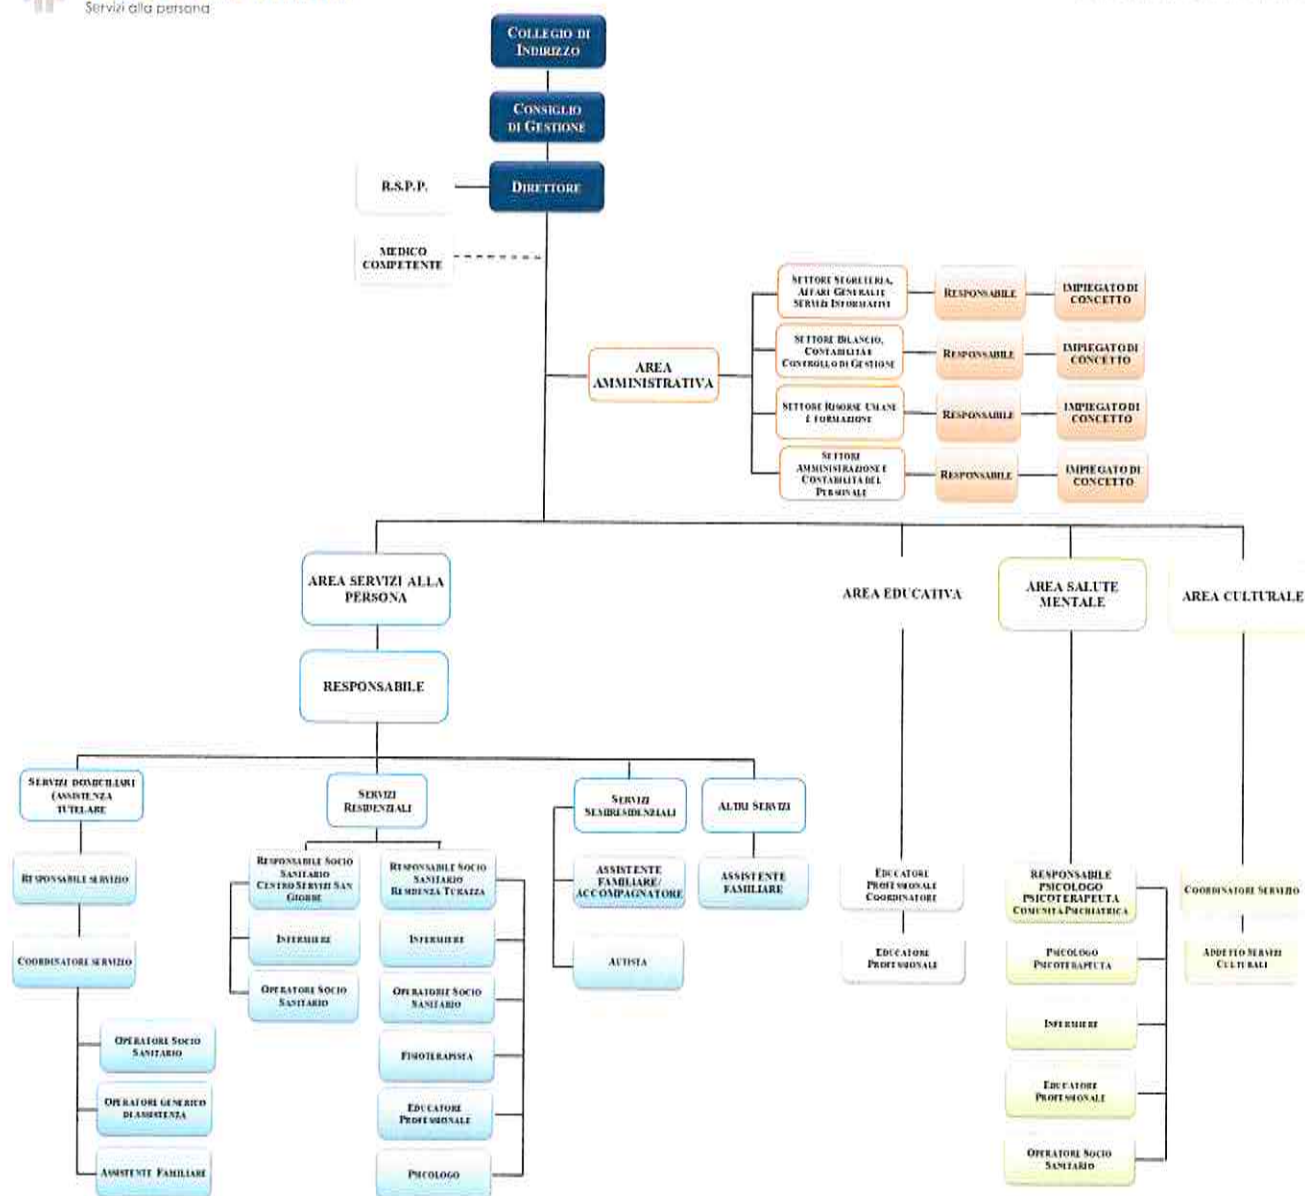 Servizi alla persona
COLLEGIO DI
INDIRIZZO
CONSIGLIO
DI GESTIONE
R.S.P.P.
DIRETTORE
MEDICO
COMPETENTE
AREA
AMMINISTRATIVA
SETTORE SEGRETERIA,
AFFARI GENERALI E
SERVIZI INFORMATIVI
RESPONSABILE
IMPIEGATO DI
CONCETTO
SETTORE BILANCIO,
CONTABILITÀ E
CONTROLLO DI GESTIONE
RESPONSABILE
IMPIEGATO DI
CONCETTO
SETTORE RISORSE UMANE
E FORMAZIONE
RESPONSABILE
IMPIEGATO DI
CONCETTO
SETTORE
AMMINISTRAZIONE E
CONTABILITÀ DEL
PERSONALE
RESPONSABILE
IMPIEGATO DI
CONCETTO
AREA SERVIZI ALLA
PERSONA
AREA EDUCATIVA
AREA SALUTE
MENTALE
AREA CULTURALE
RESPONSABILE
SERVIZI DOMICILIARI
(ASSISTENZA
TUTELARE
SERVIZI
RESIDENZIALI
SERVIZI
SEMIRESIDENZIALI
ALTRI SERVIZI
RESPONSABILE SERVIZIO
COORDINATORE SERVIZIO
OPERATORE SOCIO
SANITARIO
OPERATORE GENERICO
DI ASSISTENZA
ASSISTENTE FAMILIARE
RESPONSABILE SOCIO
SANITARIO
CENTRO SERVIZI SAN
GIOBBE
INFERMIERE
OPERATORE SOCIO
SANITARIO
RESPONSABILE SOCIO
SANITARIO
RESIDENZA TURAZZA
INFERMIERE
OPERATORE SOCIO
SANITARIO
FISIOTERAPISTA
EDUCATORE
PROFESSIONALE
PSICOLOGO
ASSISTENTE
FAMILIARE/
ACCOMPAGNATORE
AUTISTA
ASSISTENTE
FAMILIARE
EDUCATORE
PROFESSIONALE
COORDINATORE
EDUCATORE
PROFESSIONALE
RESPONSABILE
PSICOLOGO
PSICOTERAPEUTA
COMUNITÀ PSICHIATRICA
PSICOLOGO
PSICOTERAPEUTA
INFERMIERE
EDUCATORE
PROFESSIONALE
OPERATORE SOCIO
SANITARIO
COORDINATORE SERVIZIO
ADDETTO SERVIZI
CULTURALI